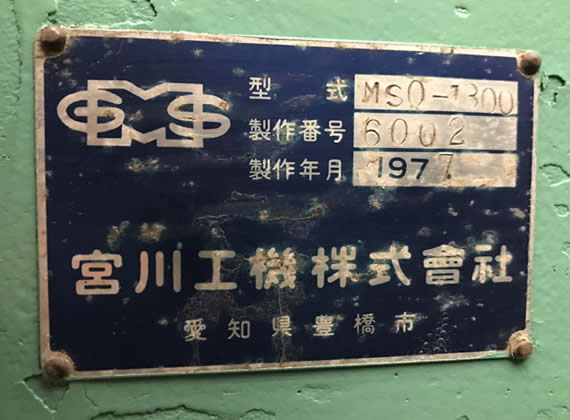 型式 MSO-1300
製作番号 6002
製作年月 1977
宮川工機株式會社
愛知県豊橋市